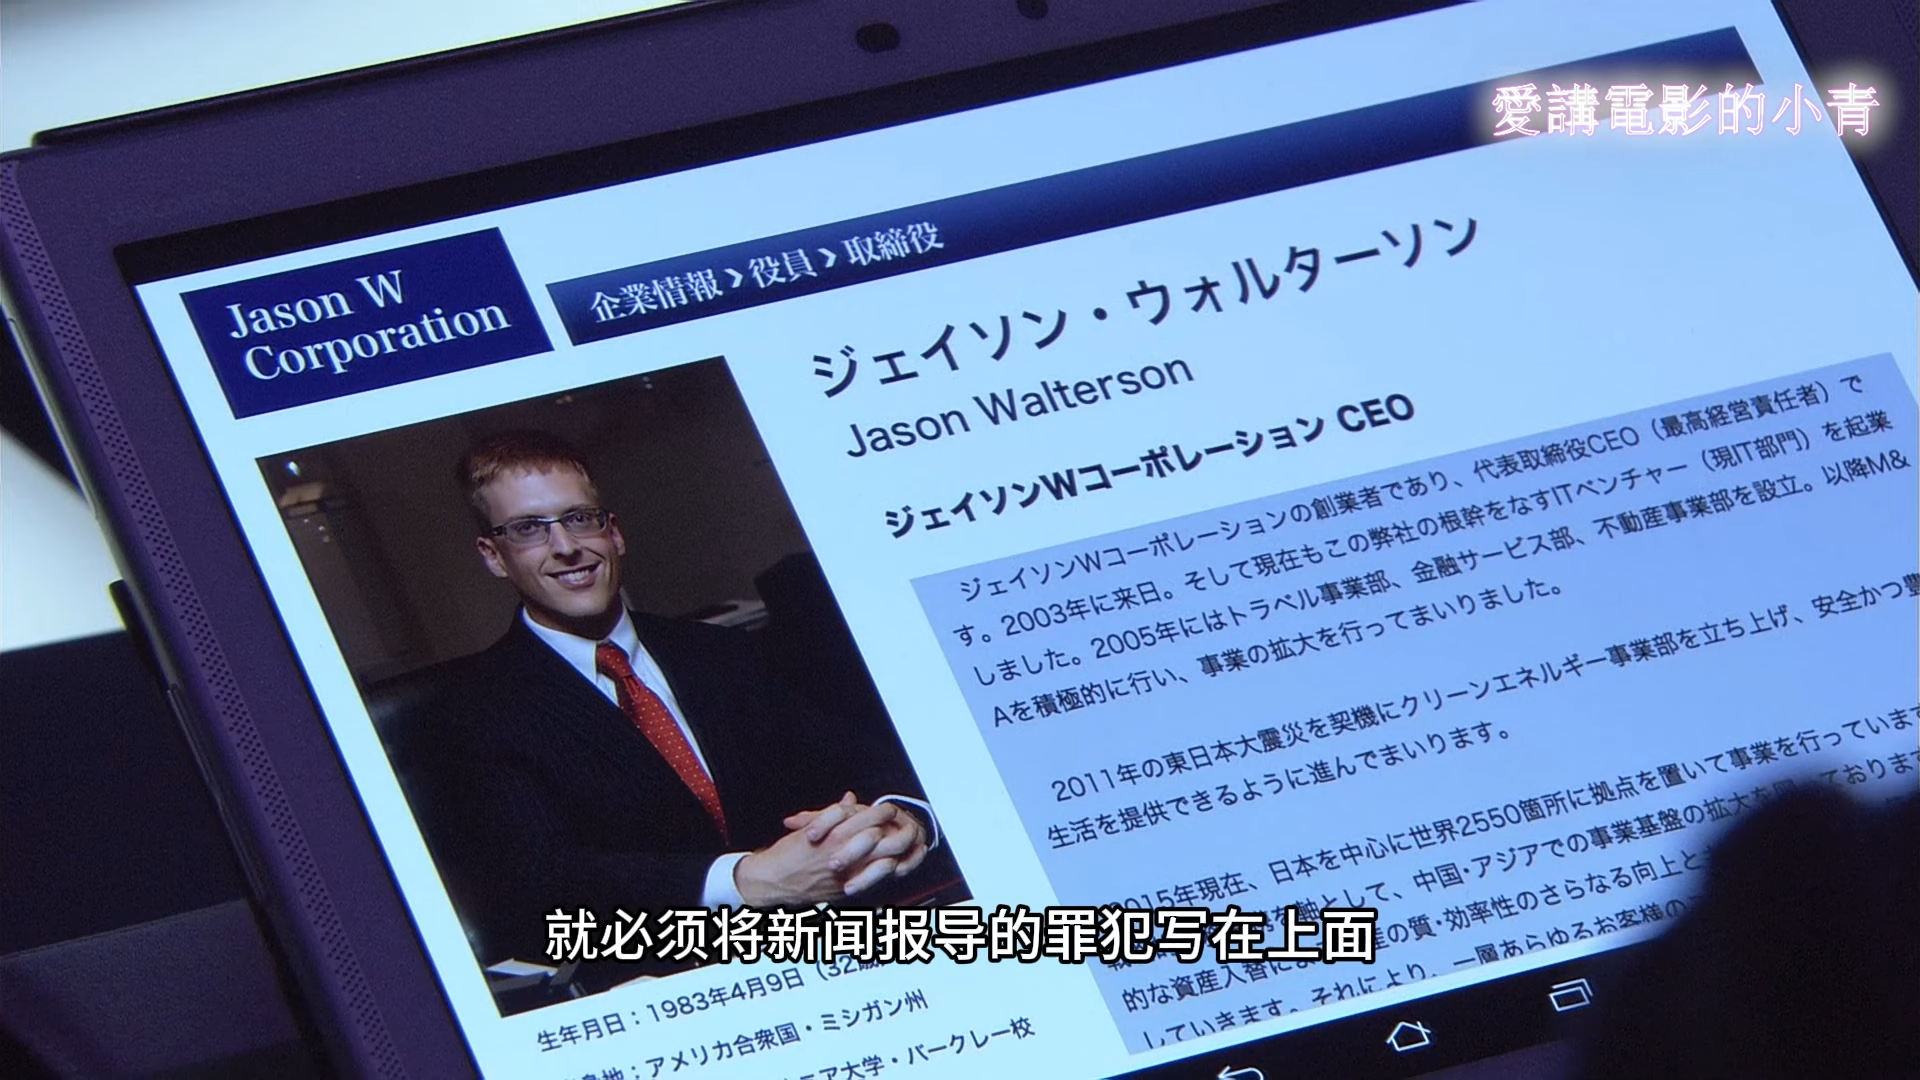 愛講電影的小青
Jason W
Corporation
企業情報 > 役員 > 取締役
ジェイソン・ウォルターソン
Jason Walterson
ジェイソンWコーポレーション CEO
ジェイソンWコーポレーションの創業者であり、代表取締役CEO（最高経営責任者）で
す。2003年に来日。そして現在もこの弊社の根幹をなすITベンチャー（現IT部門）を起業
しました。2005年にはトラベル事業部、金融サービス部、不動産事業部を設立。以降M&
Aを積極的に行い、事業の拡大を行ってまいりました。
2011年の東日本大震災を契機にクリーンエネルギー事業部を立ち上げ、安全かつ豊
生活を提供できるように進んでまいります。
2015年現在、日本を中心に世界2550箇所に拠点を置いて事業を行っています
を軸として、中国・アジアでの事業基盤の拡大を ております
的な資産入替に 産の質・効率性のさらなる向上と
していきます。それにより、一層あらゆるお客様の
就必须将新闻报导的罪犯写在上面
生年月日：1983年4月9日（32歳
身地：アメリカ合衆国・ミシガン州
ニア大学・バークレー校